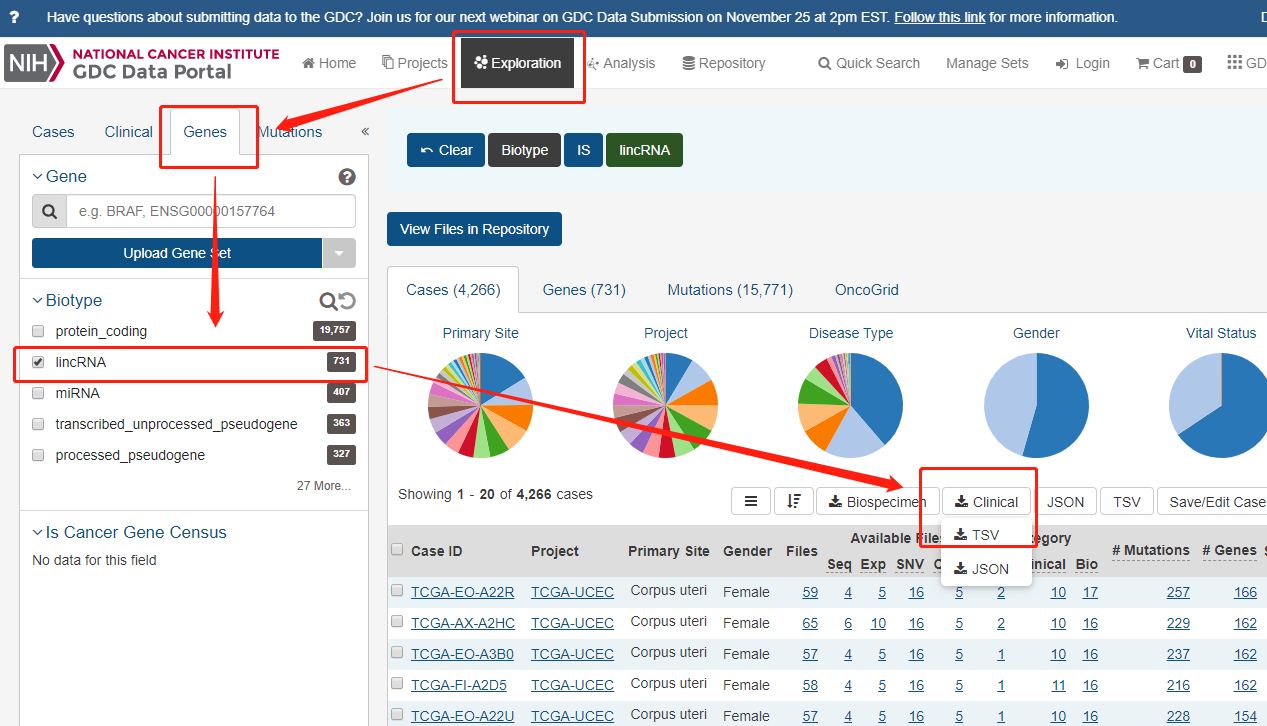 ? Have questions about submitting data to the GDC? Join us for our next webinar on GDC Data Submission on November 25 at 2pm EST. Follow this link for more information.
NIH NATIONAL CANCER INSTITUTE
GDC Data Portal
Home Projects Exploration Analysis Repository Quick Search Manage Sets Login Cart 0 GD
Cases Clinical Genes Mutations «
Clear Biotype IS lincRNA
Gene ?
e.g. BRAF, ENSG00000157764
View Files in Repository
Upload Gene Set
Cases (4,266) Genes (731) Mutations (15,771) OncoGrid
Biotype
protein_coding 19,757
lincRNA 731
miRNA 407
transcribed_unprocessed_pseudogene 363
processed_pseudogene 327
27 More...
Primary Site Project Disease Type Gender Vital Status
Showing 1 - 20 of 4,266 cases
Biospecimen Clinical JSON TSV Save/Edit Case
TSV
JSON
Is Cancer Gene Census
No data for this field
Available Files
Case ID Project Primary Site Gender Files # Mutations # Genes
Seq Exp SNV Bio
TCGA-EO-A22R TCGA-UCEC Corpus uteri Female 59 4 5 16 5 2 10 17 257 166
TCGA-AX-A2HC TCGA-UCEC Corpus uteri Female 65 6 10 16 5 2 10 16 229 162
TCGA-EO-A3B0 TCGA-UCEC Corpus uteri Female 57 4 5 16 5 1 10 16 237 162
TCGA-FI-A2D5 TCGA-UCEC Corpus uteri Female 58 4 5 16 5 1 11 16 216 162
TCGA-EO-A22U TCGA-UCEC Corpus uteri Female 57 4 5 16 5 1 10 16 228 154